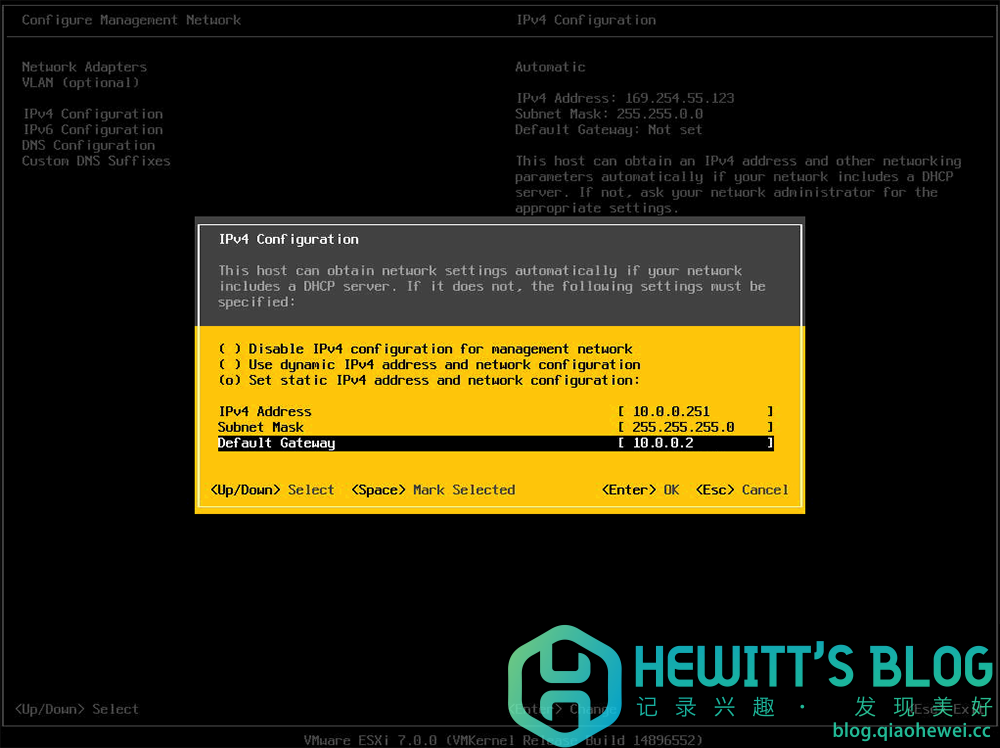 Configure Management Network
IPv4 Configuration
Network Adapters
VLAN (optional)
IPv4 Configuration
IPv6 Configuration
DNS Configuration
Custom DNS Suffixes
Automatic
IPv4 Address: 169.254.55.123
Subnet Mask: 255.255.0.0
Default Gateway: Not set
This host can obtain an IPv4 address and other networking
parameters automatically if your network includes a DHCP
server. If not, ask your network administrator for the
appropriate settings.
IPv4 Configuration
This host can obtain network settings automatically if your network
includes a DHCP server. If it does not, the following settings must be
specified:
( ) Disable IPv4 configuration for management network
( ) Use dynamic IPv4 address and network configuration
(o) Set static IPv4 address and network configuration:
IPv4 Address [ 10.0.0.251 ]
Subnet Mask [ 255.255.255.0 ]
Default Gateway [ 10.0.0.2 ]
<Up/Down> Select <Space> Mark Selected <Enter> OK <Esc> Cancel
HEWITT'S BLOG
记录兴趣 · 发现美好
<Up/Down> Select <Enter> Change <Esc> Exit
blog.qiaohewei.cc
VMware ESXi 7.0.0 (VMKernel Release Build 14896552)